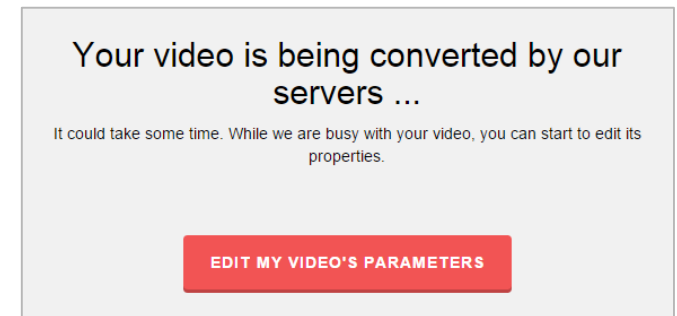 Your video is being converted by our
servers ...
It could take some time. While we are busy with your video, you can start to edit its
properties.
EDIT MY VIDEO'S PARAMETERS